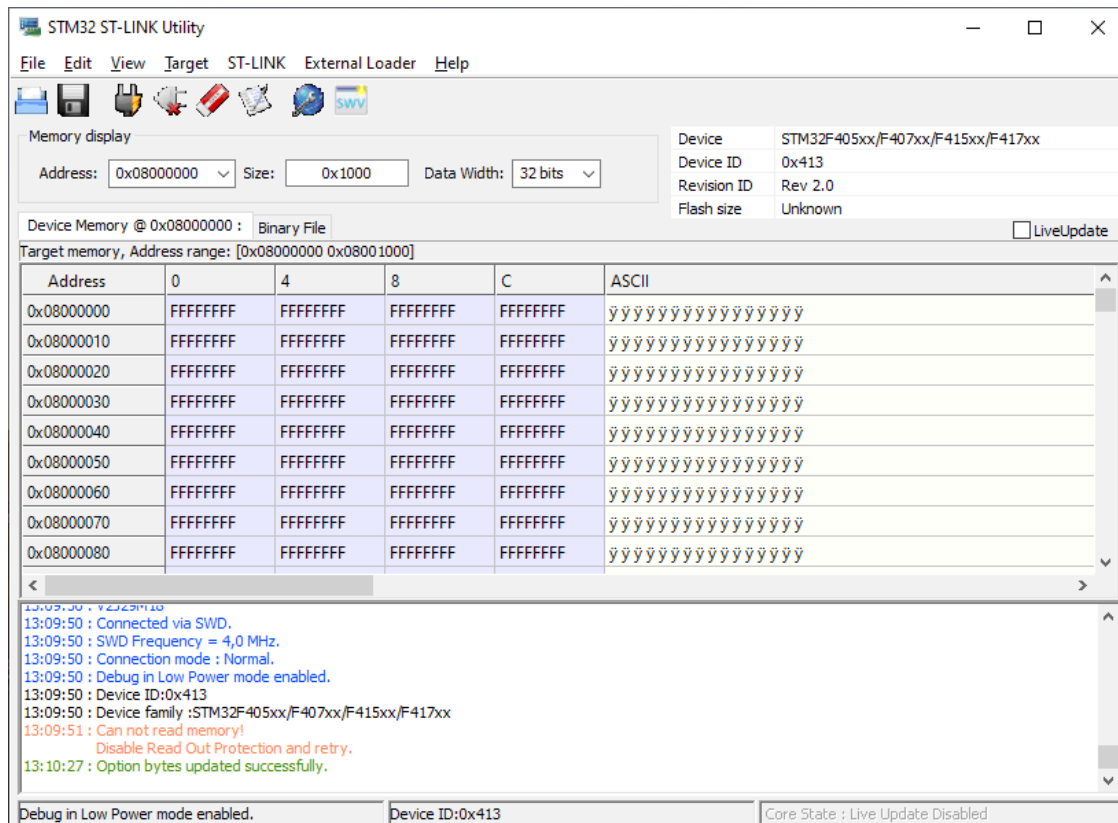 STM32 ST-LINK Utility
File Edit View Target ST-LINK External Loader Help
SWV
Memory display
Address: 0x08000000 Size: 0x1000 Data Width: 32 bits
Device STM32F405xx/F407xx/F415xx/F417xx
Device ID 0x413
Revision ID Rev 2.0
Flash size Unknown
Device Memory @ 0x08000000 : Binary File
LiveUpdate
Target memory, Address range: [0x08000000 0x08001000]
Address 0 4 8 C ASCII
0x08000000 FFFFFFFF FFFFFFFF FFFFFFFF FFFFFFFF ÿÿÿÿÿÿÿÿÿÿÿÿÿÿÿÿ
0x08000010 FFFFFFFF FFFFFFFF FFFFFFFF FFFFFFFF ÿÿÿÿÿÿÿÿÿÿÿÿÿÿÿÿ
0x08000020 FFFFFFFF FFFFFFFF FFFFFFFF FFFFFFFF ÿÿÿÿÿÿÿÿÿÿÿÿÿÿÿÿ
0x08000030 FFFFFFFF FFFFFFFF FFFFFFFF FFFFFFFF ÿÿÿÿÿÿÿÿÿÿÿÿÿÿÿÿ
0x08000040 FFFFFFFF FFFFFFFF FFFFFFFF FFFFFFFF ÿÿÿÿÿÿÿÿÿÿÿÿÿÿÿÿ
0x08000050 FFFFFFFF FFFFFFFF FFFFFFFF FFFFFFFF ÿÿÿÿÿÿÿÿÿÿÿÿÿÿÿÿ
0x08000060 FFFFFFFF FFFFFFFF FFFFFFFF FFFFFFFF ÿÿÿÿÿÿÿÿÿÿÿÿÿÿÿÿ
0x08000070 FFFFFFFF FFFFFFFF FFFFFFFF FFFFFFFF ÿÿÿÿÿÿÿÿÿÿÿÿÿÿÿÿ
0x08000080 FFFFFFFF FFFFFFFF FFFFFFFF FFFFFFFF ÿÿÿÿÿÿÿÿÿÿÿÿÿÿÿÿ
13:09:50 : V2J29M18
13:09:50 : Connected via SWD.
13:09:50 : SWD Frequency = 4,0 MHz.
13:09:50 : Connection mode : Normal.
13:09:50 : Debug in Low Power mode enabled.
13:09:50 : Device ID:0x413
13:09:50 : Device family :STM32F405xx/F407xx/F415xx/F417xx
13:09:51 : Can not read memory!
Disable Read Out Protection and retry.
13:10:27 : Option bytes updated successfully.
Debug in Low Power mode enabled. Device ID:0x413 Core State : Live Update Disabled